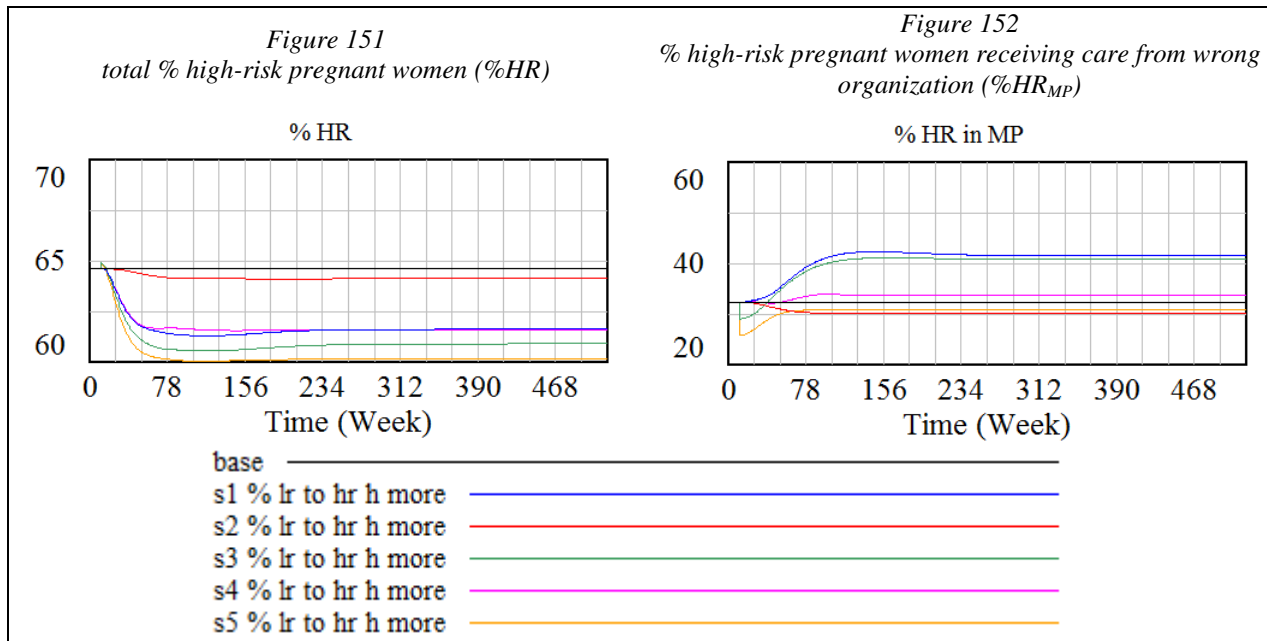 Figure 151
total % high-risk pregnant women (%HR)
% HR
70
65
60
0 78 156 234 312 390 468
Time (Week)
Figure 152
% high-risk pregnant women receiving care from wrong
organization (%HR_MP)
% HR in MP
60
40
20
0 78 156 234 312 390 468
Time (Week)
base
s1 % lr to hr h more
s2 % lr to hr h more
s3 % lr to hr h more
s4 % lr to hr h more
s5 % lr to hr h more